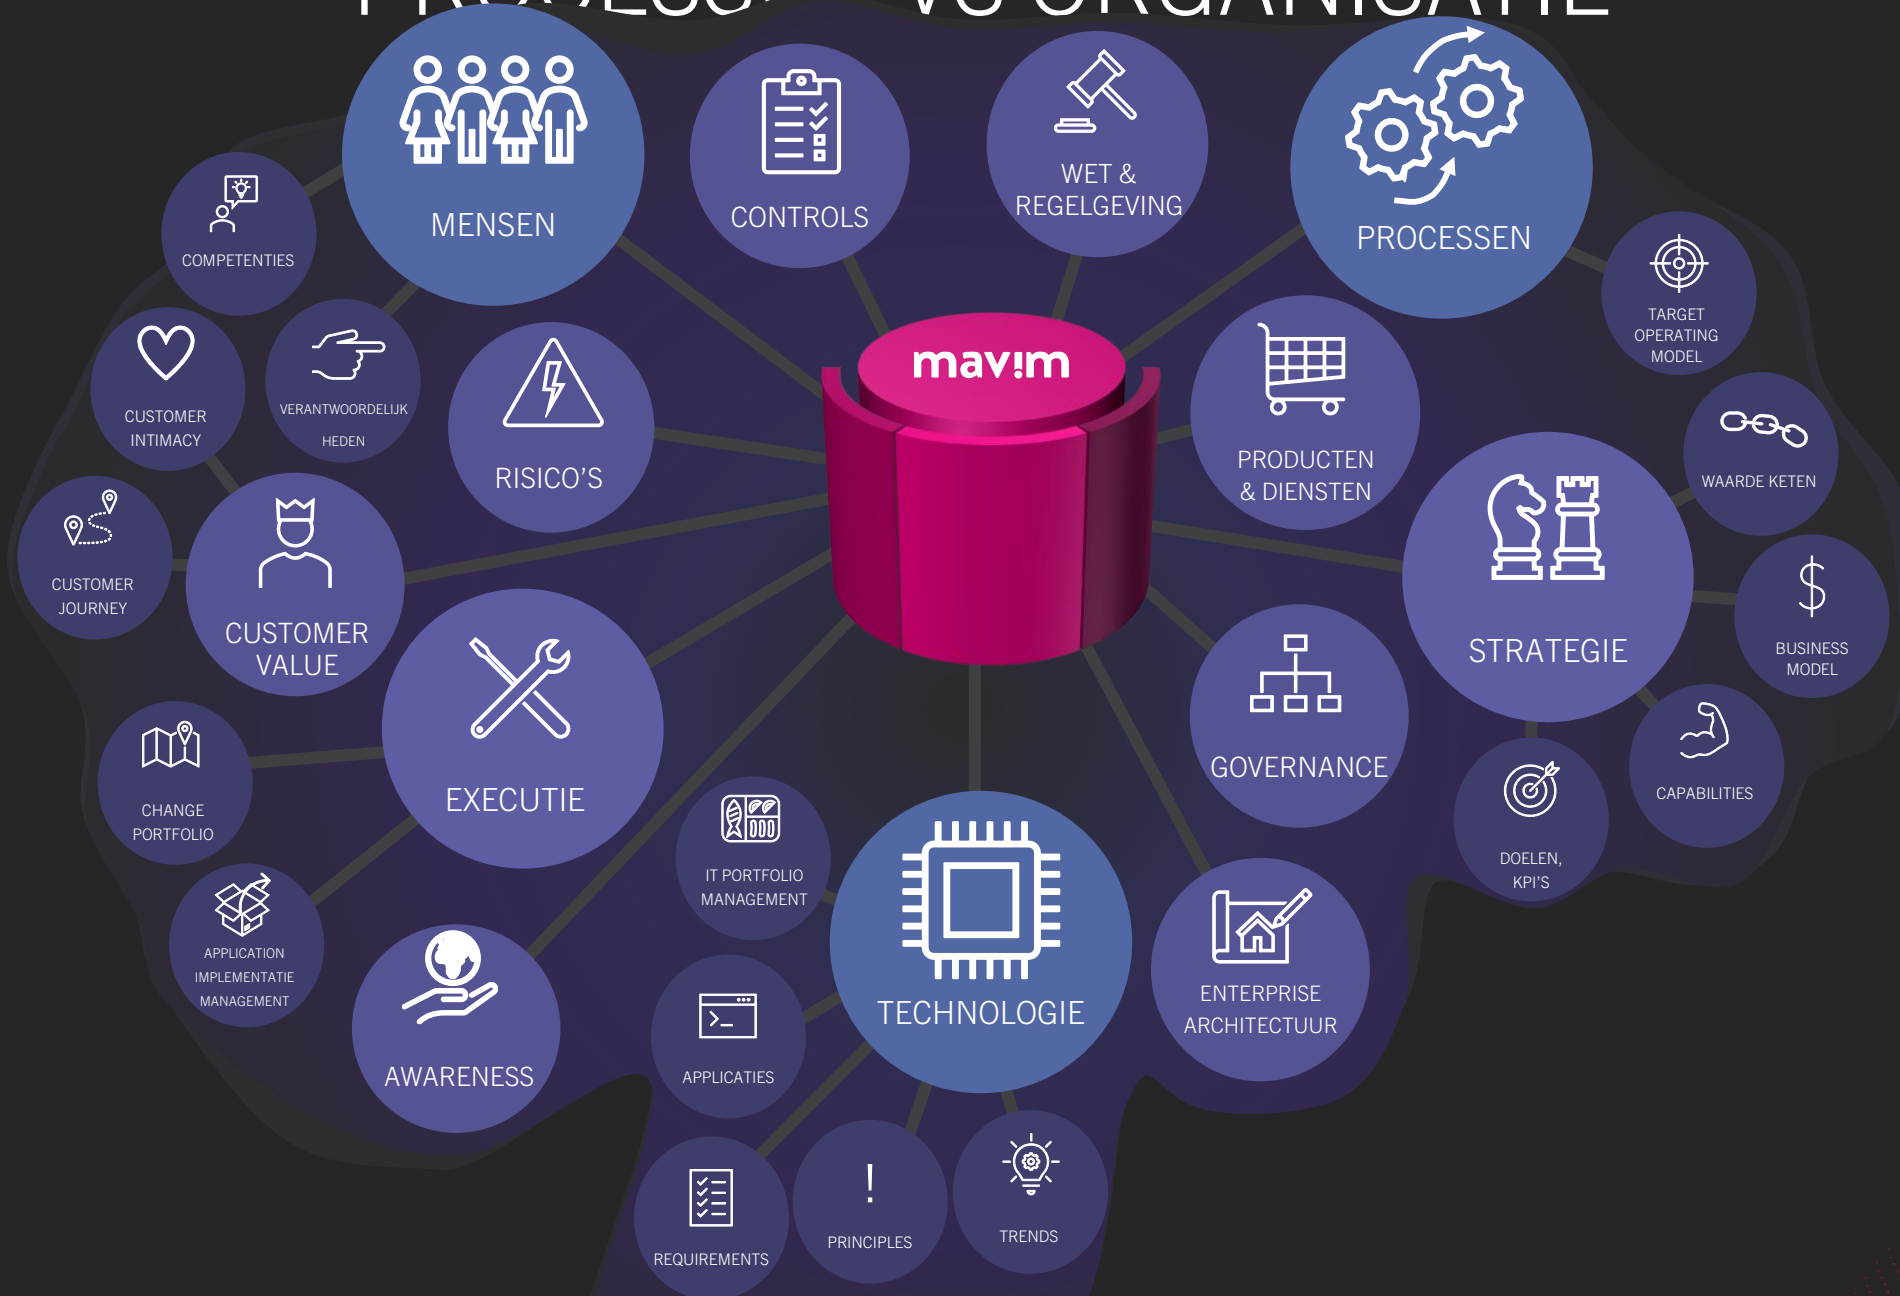 VS ORGANISATIE
MENSEN
CONTROLS
WET &
REGELGEVING
PROCESSEN
COMPETENTIES
TARGET
OPERATING
MODEL
CUSTOMER
INTIMACY
VERANTWOORDELIJK
HEDEN
RISICO'S
mavim
PRODUCTEN
& DIENSTEN
WAARDE KETEN
CUSTOMER
JOURNEY
CUSTOMER
VALUE
STRATEGIE
BUSINESS
MODEL
CHANGE
PORTFOLIO
EXECUTIE
GOVERNANCE
CAPABILITIES
IT PORTFOLIO
MANAGEMENT
DOELEN,
KPI'S
APPLICATION
IMPLEMENTATIE
MANAGEMENT
TECHNOLOGIE
ENTERPRISE
ARCHITECTUUR
AWARENESS
APPLICATIES
REQUIREMENTS
!
PRINCIPLES
TRENDS